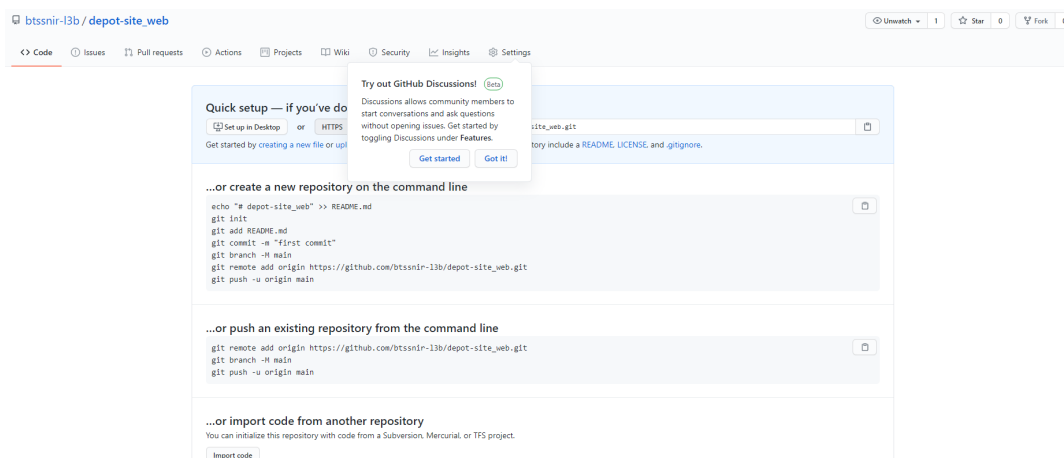 btssnir-l3b / depot-site_web
Unwatch 1 Star 0 Fork
Code Issues Pull requests Actions Projects Wiki Security Insights Settings
Try out GitHub Discussions! Beta
Discussions allows community members to
start conversations and ask questions
without opening issues. Get started by
toggling Discussions under Features.
Get started Got it!
Quick setup — if you've do
Set up in Desktop or HTTPS site_web.git
Get started by creating a new file or upl tory include a README, LICENSE, and .gitignore.
...or create a new repository on the command line
echo "# depot-site_web" >> README.md
git init
git add README.md
git commit -m "first commit"
git branch -M main
git remote add origin https://github.com/btssnir-l3b/depot-site_web.git
git push -u origin main
...or push an existing repository from the command line
git remote add origin https://github.com/btssnir-l3b/depot-site_web.git
git branch -M main
git push -u origin main
...or import code from another repository
You can initialize this repository with code from a Subversion, Mercurial, or TFS project.
Import code